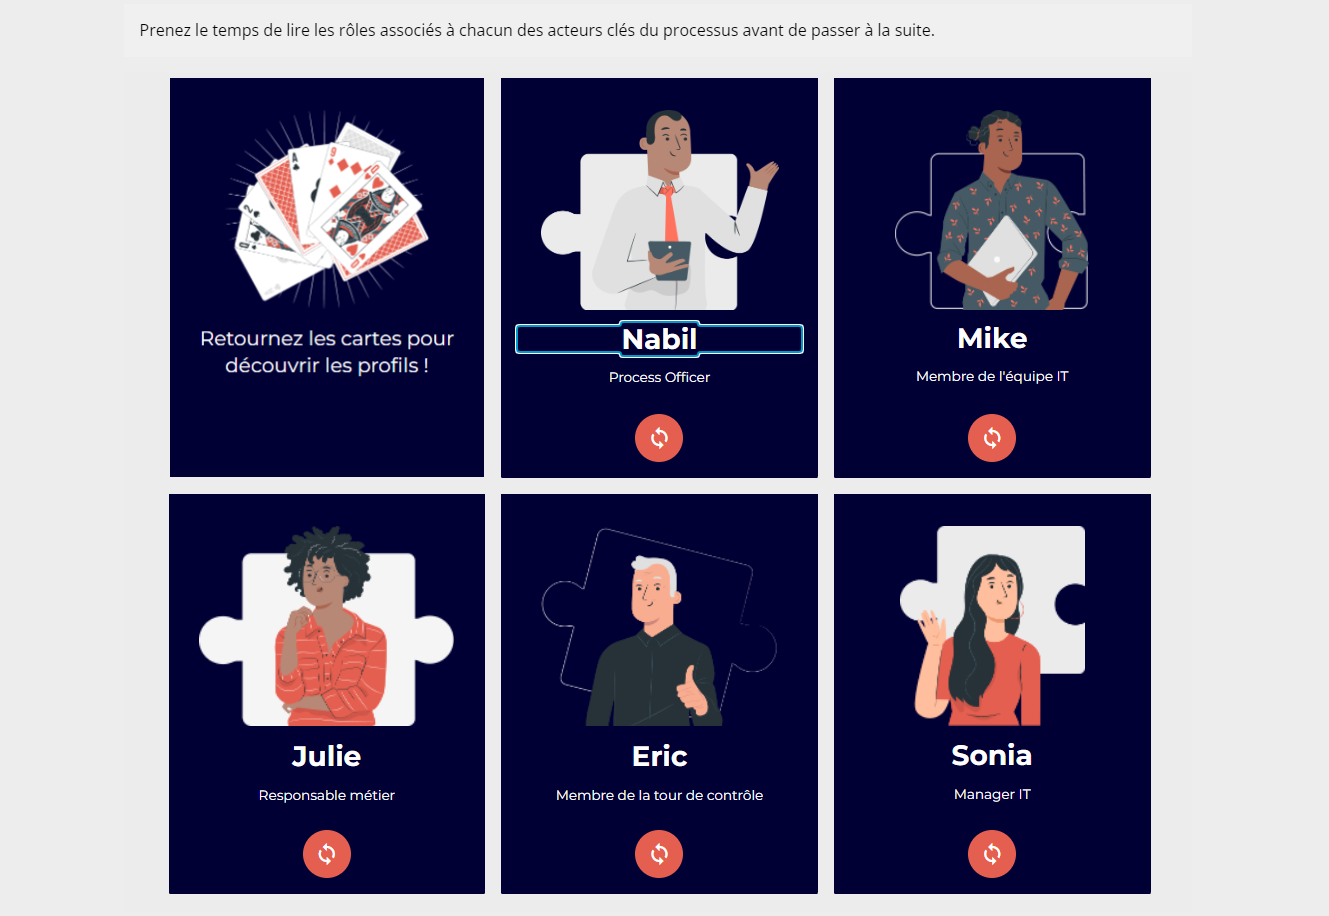 Prenez le temps de lire les rôles associés à chacun des acteurs clés du processus avant de passer à la suite.
Retournez les cartes pour
découvrir les profils !
Nabil
Process Officer
Mike
Membre de l'équipe IT
Julie
Responsable métier
Eric
Membre de la tour de contrôle
Sonia
Manager IT